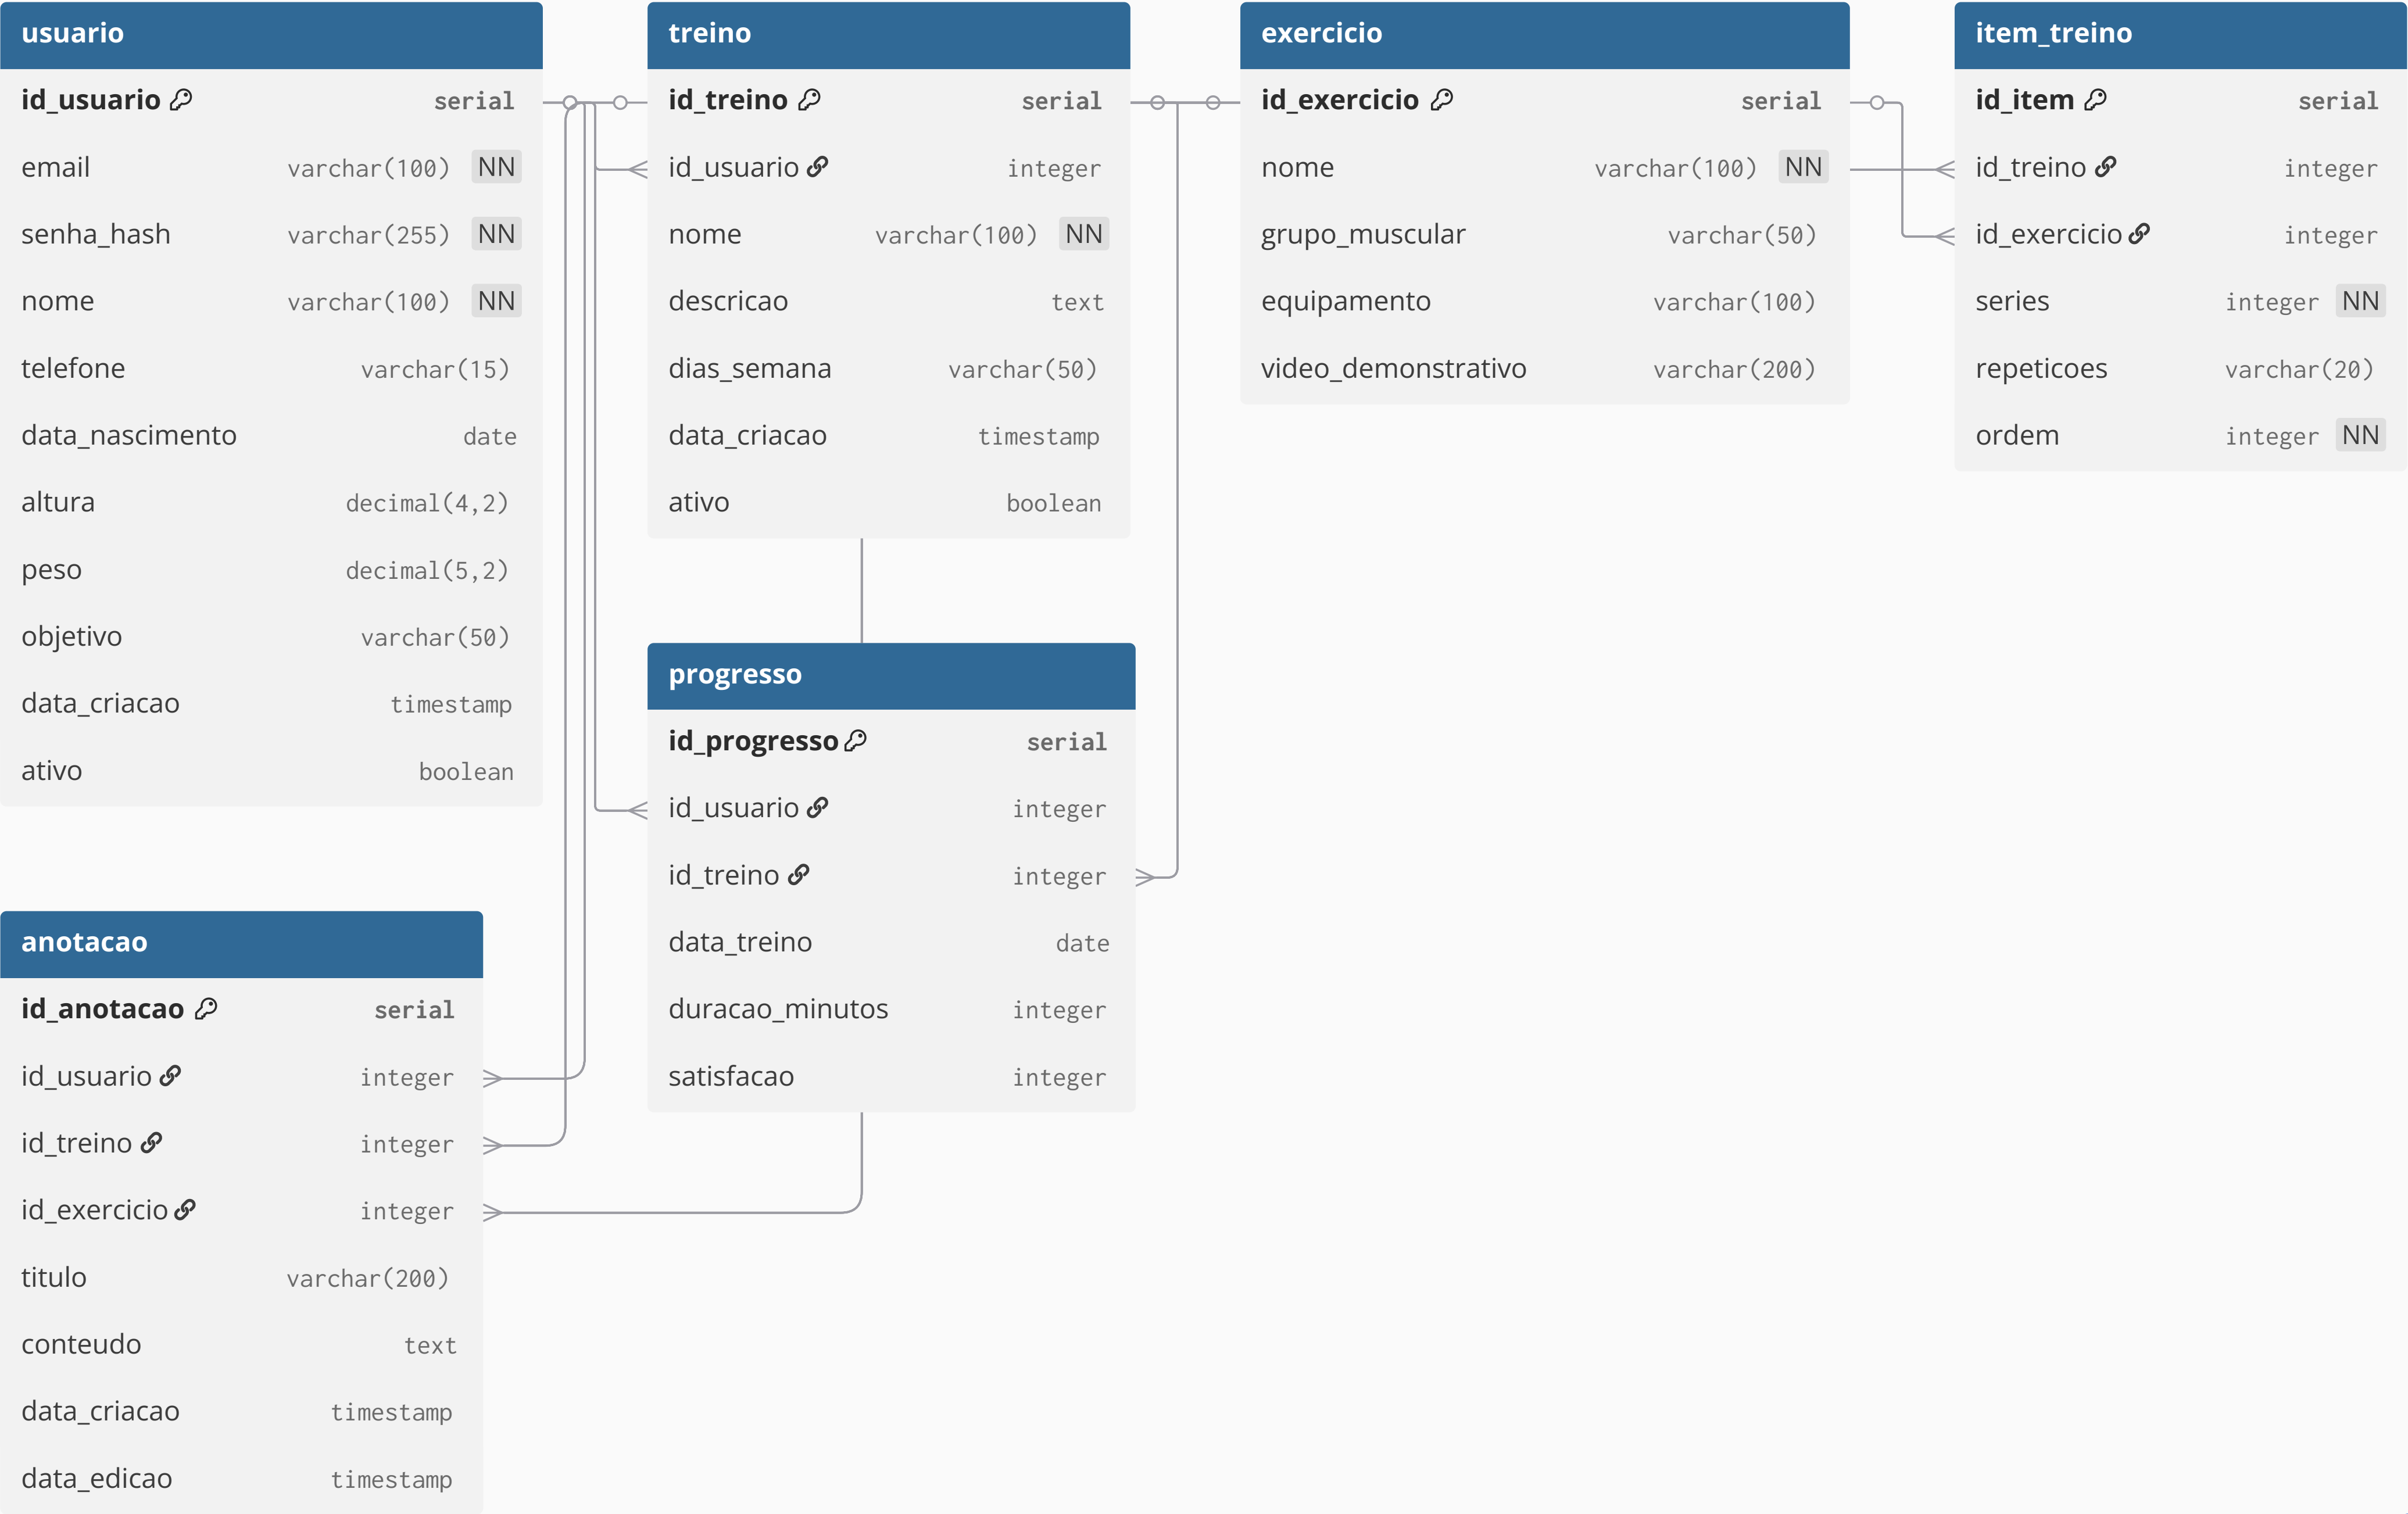 usuario
id_usuario serial
email varchar(100) NN
senha_hash varchar(255) NN
nome varchar(100) NN
telefone varchar(15)
data_nascimento date
altura decimal(4,2)
peso decimal(5,2)
objetivo varchar(50)
data_criacao timestamp
ativo boolean
treino
id_treino serial
id_usuario integer
nome varchar(100) NN
descricao text
dias_semana varchar(50)
data_criacao timestamp
ativo boolean
exercicio
id_exercicio serial
nome varchar(100) NN
grupo_muscular varchar(50)
equipamento varchar(100)
video_demonstrativo varchar(200)
item_treino
id_item serial
id_treino integer
id_exercicio integer
series integer NN
repeticoes varchar(20)
ordem integer NN
progresso
id_progresso serial
id_usuario integer
id_treino integer
data_treino date
duracao_minutos integer
satisfacao integer
anotacao
id_anotacao serial
id_usuario integer
id_treino integer
id_exercicio integer
titulo varchar(200)
conteudo text
data_criacao timestamp
data_edicao timestamp